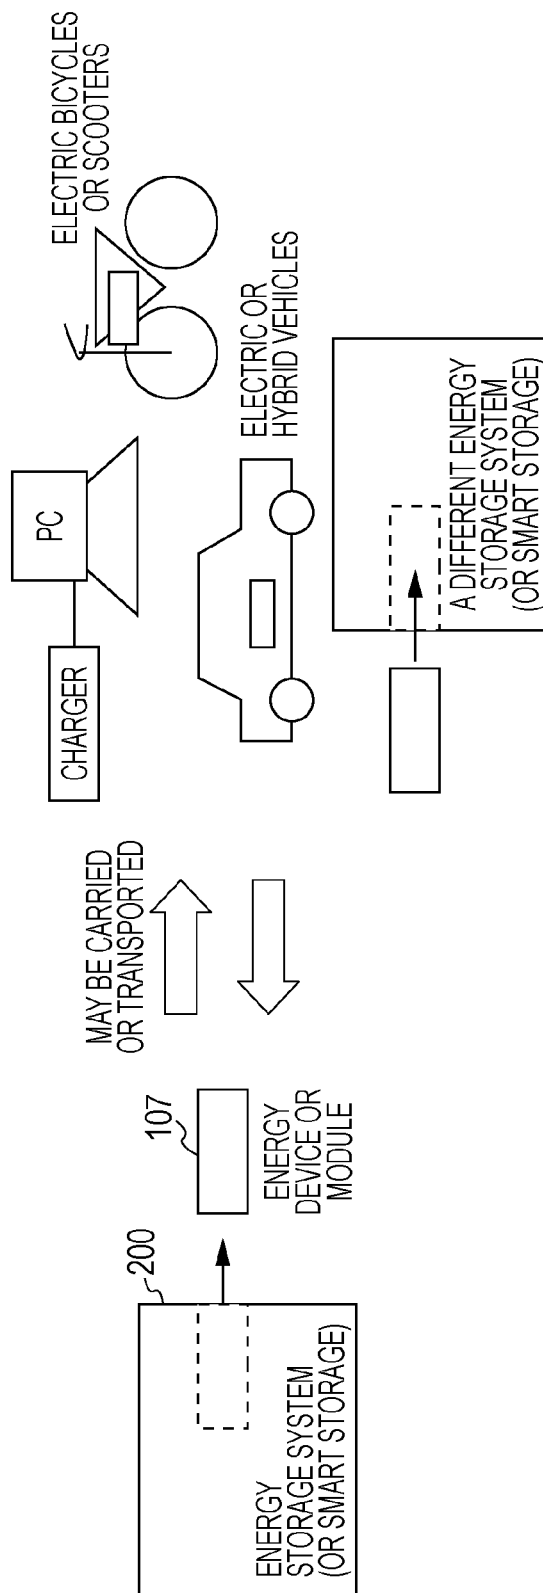 ENERGY
STORAGE SYSTEM
(OR SMART STORAGE)
200
107
ENERGY
DEVICE OR
MODULE
MAY BE CARRIED
OR TRANSPORTED
CHARGER
PC
ELECTRIC BICYCLES
OR SCOOTERS
ELECTRIC OR
HYBRID VEHICLES
A DIFFERENT ENERGY
STORAGE SYSTEM
(OR SMART STORAGE)